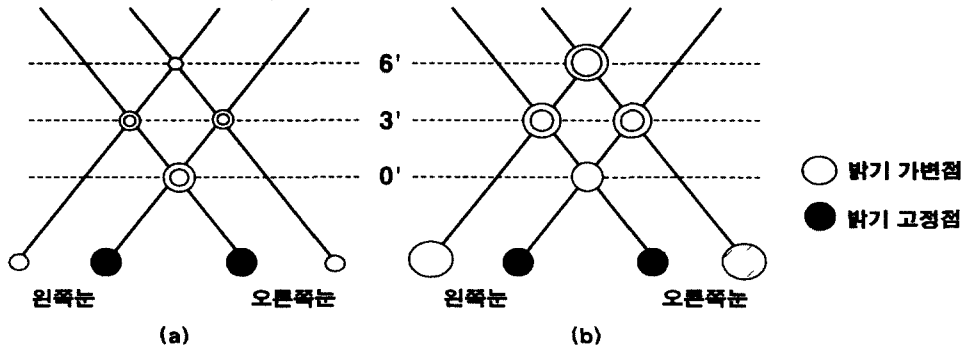 6'
3'
0'
밝기 가변점
밝기 고정점
왼쪽눈 오른쪽눈 왼쪽눈 오른쪽눈
(a) (b)